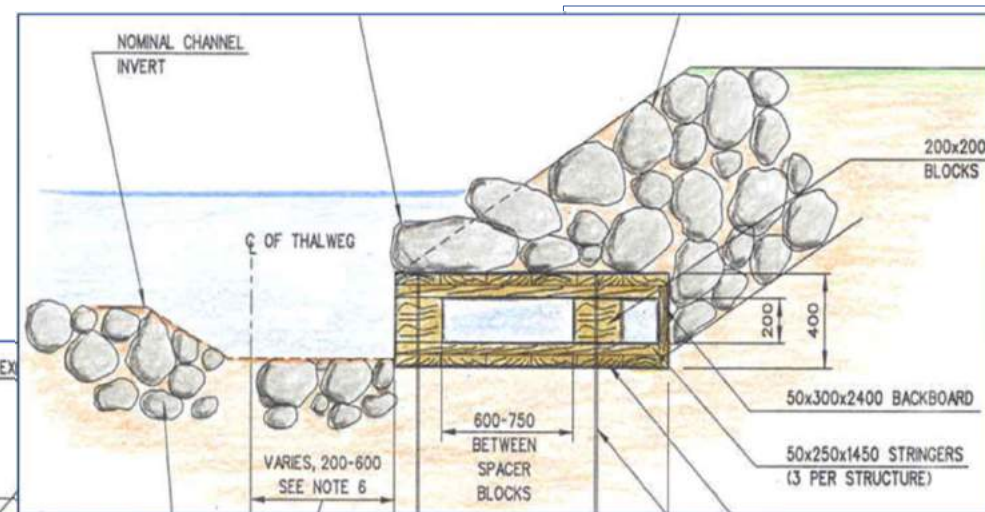 NOMINAL CHANNEL
INVERT
200x200
BLOCKS
℄ OF THALWEG
200
400
EX
600-750
BETWEEN
SPACER
BLOCKS
VARIES, 200-600
SEE NOTE 6
50x300x2400 BACKBOARD
50x250x1450 STRINGERS
(3 PER STRUCTURE)